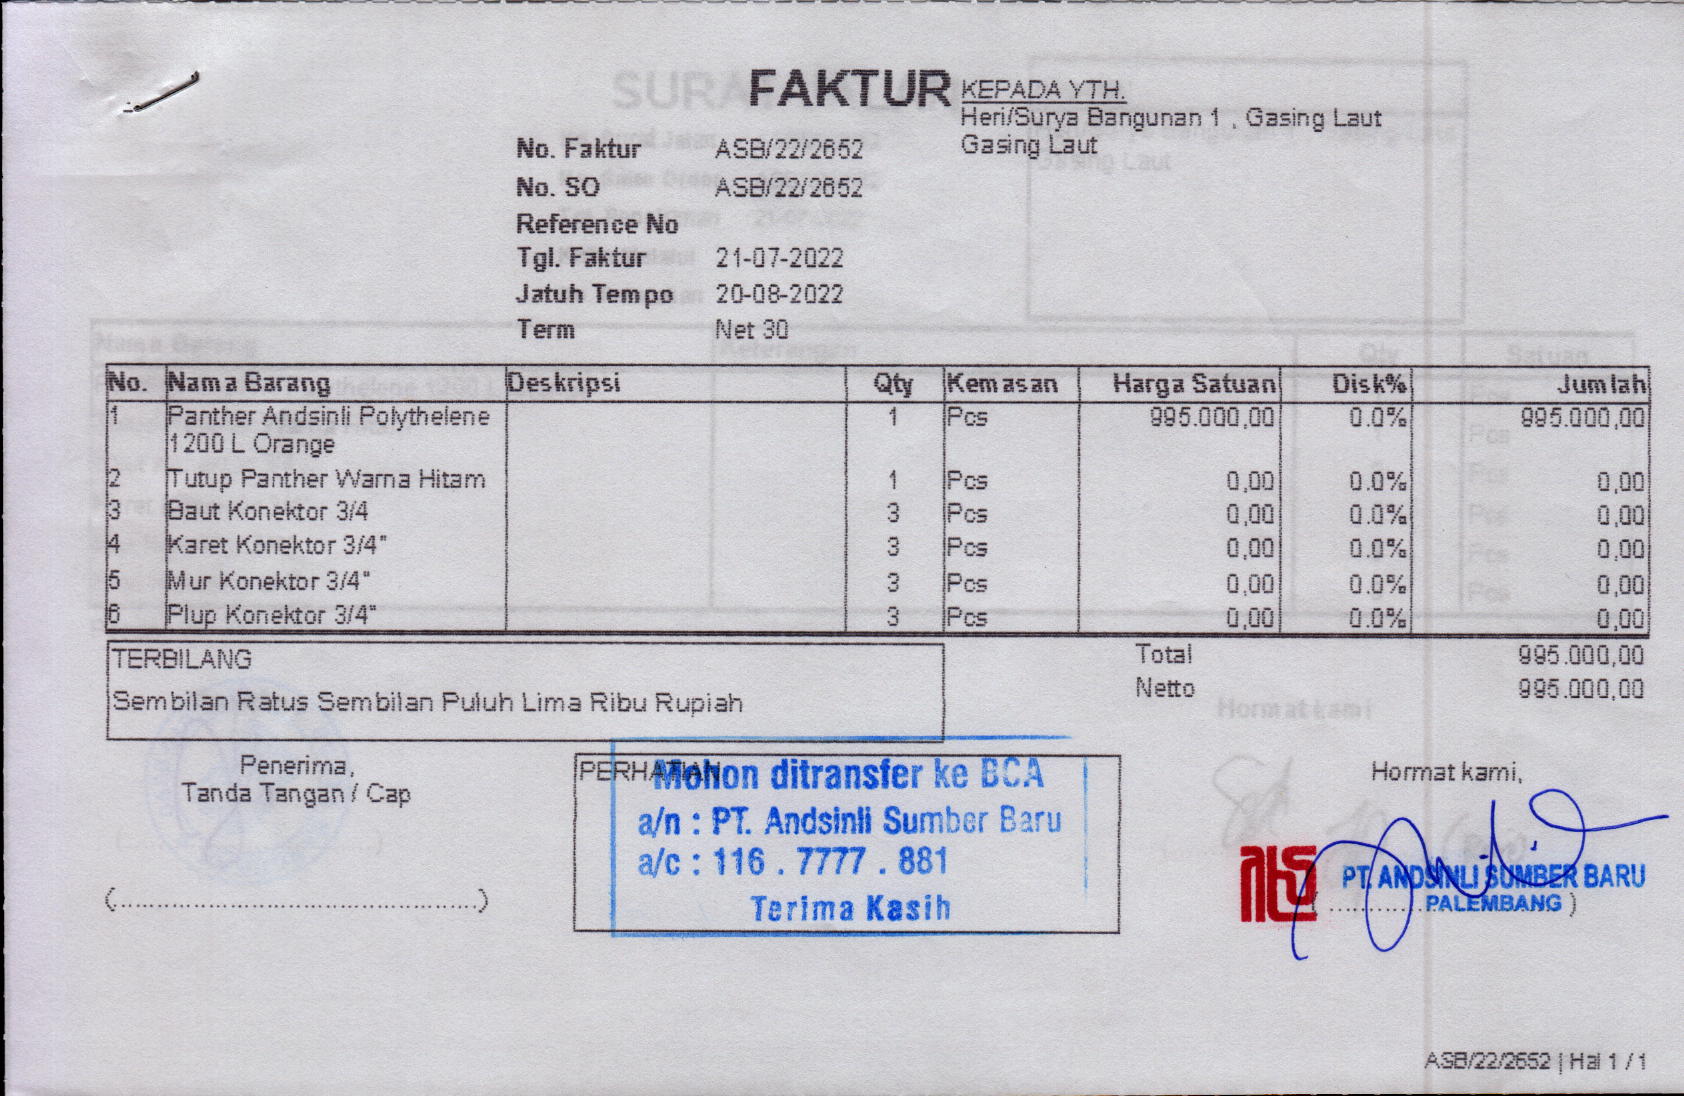 FAKTUR
KEPADA YTH.
Heri/Surya Bangunan 1 , Gasing Laut
Gasing Laut
No. Faktur ASB/22/2652
No. SO ASB/22/2652
Reference No
Tgl. Faktur 21-07-2022
Jatuh Tempo 20-08-2022
Term Net 30
No. Nama Barang Deskripsi Qty Kemasan Harga Satuan Disk% Jumlah
1 Panther Andsinli Polythelene 1 Pcs 995.000,00 0.0% 995.000,00
1200 L Orange
2 Tutup Panther Warna Hitam 1 Pcs 0,00 0.0% 0,00
3 Baut Konektor 3/4 3 Pcs 0,00 0.0% 0,00
4 Karet Konektor 3/4" 3 Pcs 0,00 0.0% 0,00
5 Mur Konektor 3/4" 3 Pcs 0,00 0.0% 0,00
6 Plup Konektor 3/4" 3 Pcs 0,00 0.0% 0,00
TERBILANG
Sembilan Ratus Sembilan Puluh Lima Ribu Rupiah
Total 995.000,00
Netto 995.000,00
Penerima,
Tanda Tangan / Cap
(..................................................)
PERHATIAN
Mohon ditransfer ke BCA
a/n : PT. Andsinli Sumber Baru
a/c : 116 . 7777 . 881
Terima Kasih
Hormat kami,
PT. ANDSINLI SUMBER BARU
PALEMBANG
ASB/22/2652 | Hal 1 / 1